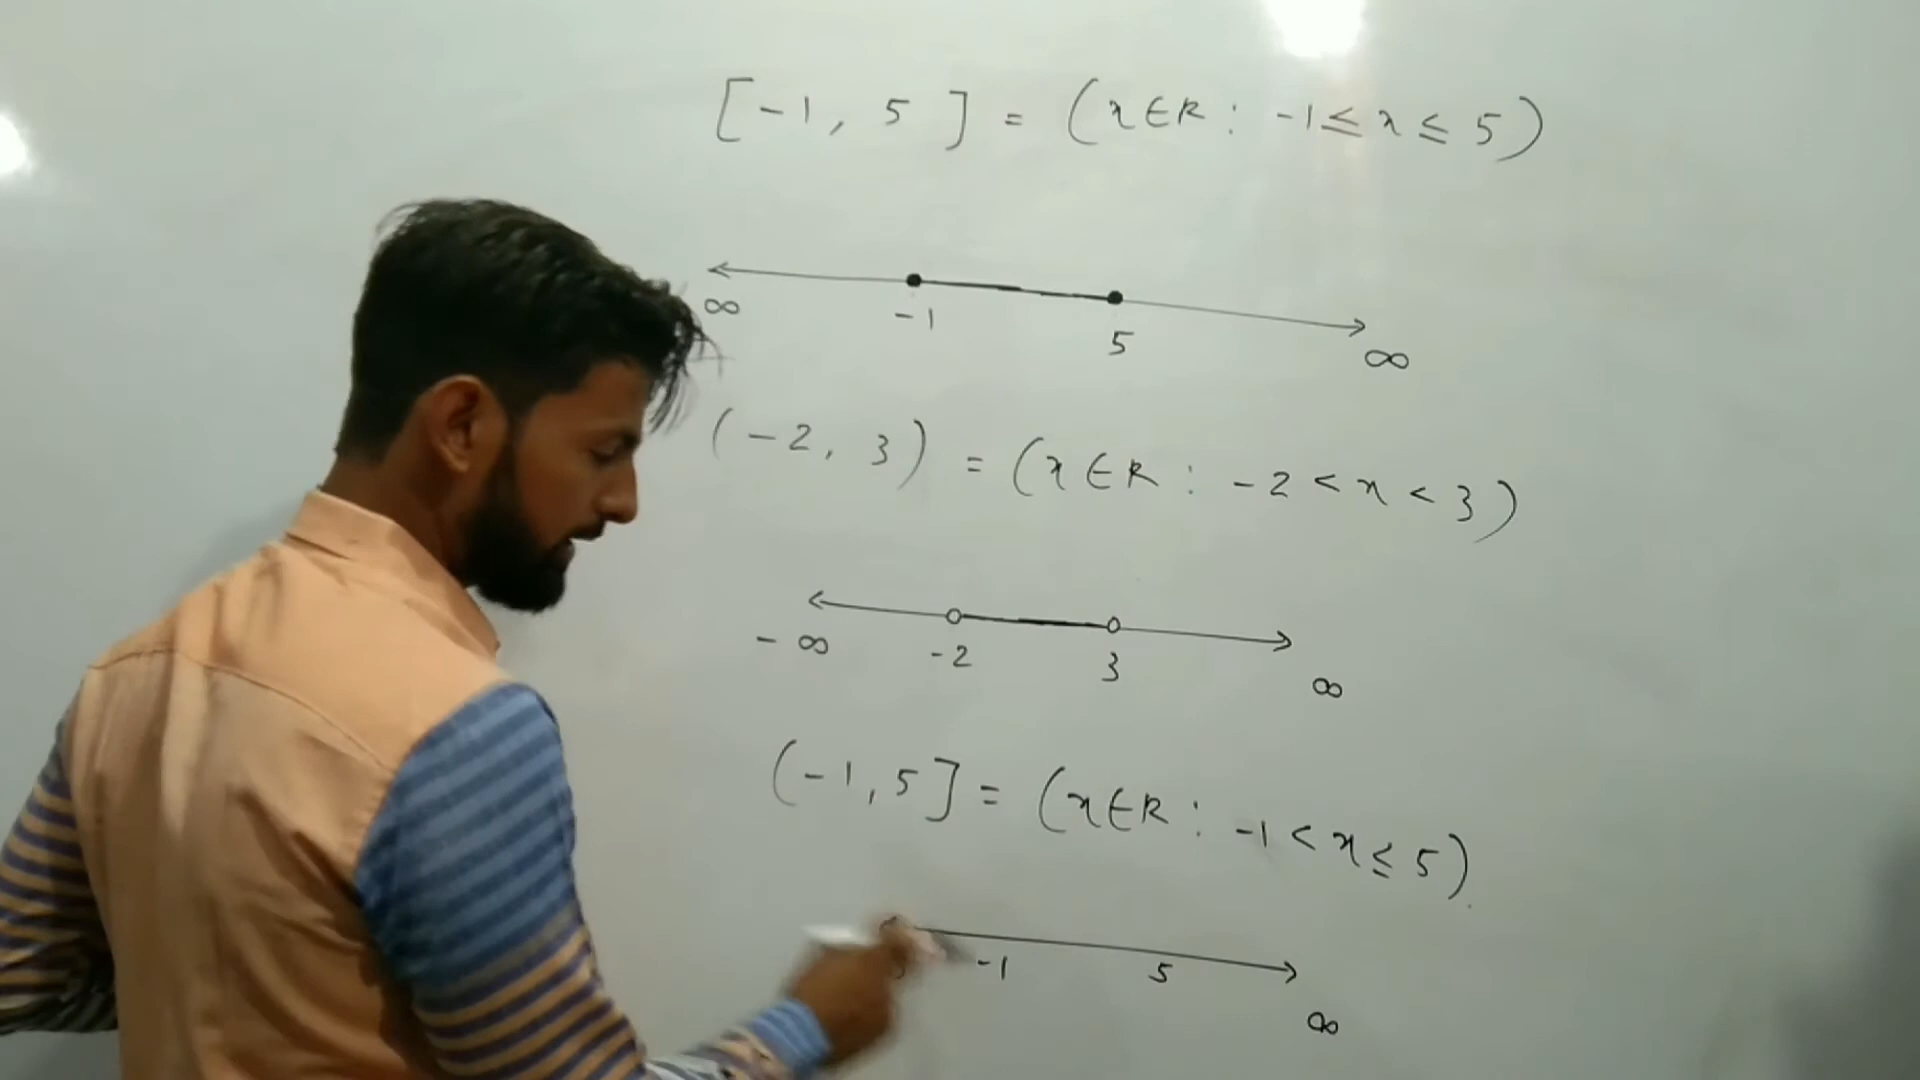 [-1, 5] = (x∈R : -1 ≤ x ≤ 5)
∞ -1 5 ∞
(-2, 3) = (x∈R : -2 < x < 3)
-∞ -2 3 ∞
(-1, 5] = (x∈R : -1 < x ≤ 5)
-1 5 ∞